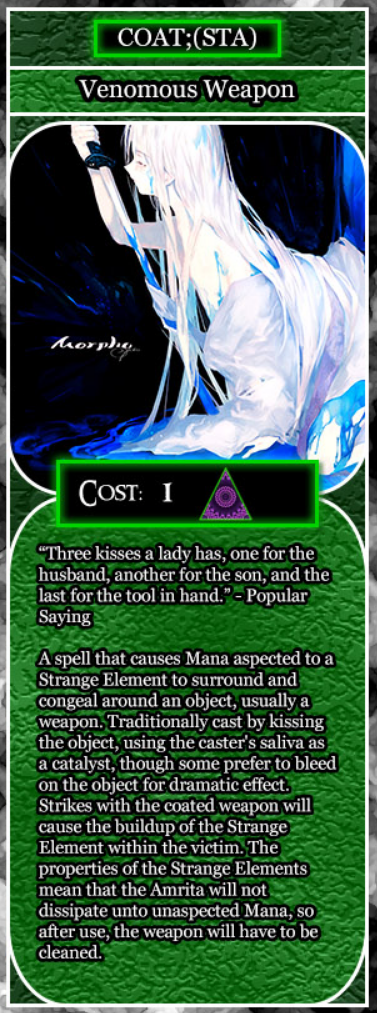 COAT;(STA)
Venomous Weapon
Morpho
COST: 1
“Three kisses a lady has, one for the
husband, another for the son, and the
last for the tool in hand.” - Popular
Saying
A spell that causes Mana aspected to a
Strange Element to surround and
congeal around an object, usually a
weapon. Traditionally cast by kissing
the object, using the caster's saliva as
a catalyst, though some prefer to bleed
on the object for dramatic effect.
Strikes with the coated weapon will
cause the buildup of the Strange
Element within the victim. The
properties of the Strange Elements
mean that the Amrita will not
dissipate unto unaspected Mana, so
after use, the weapon will have to be
cleaned.